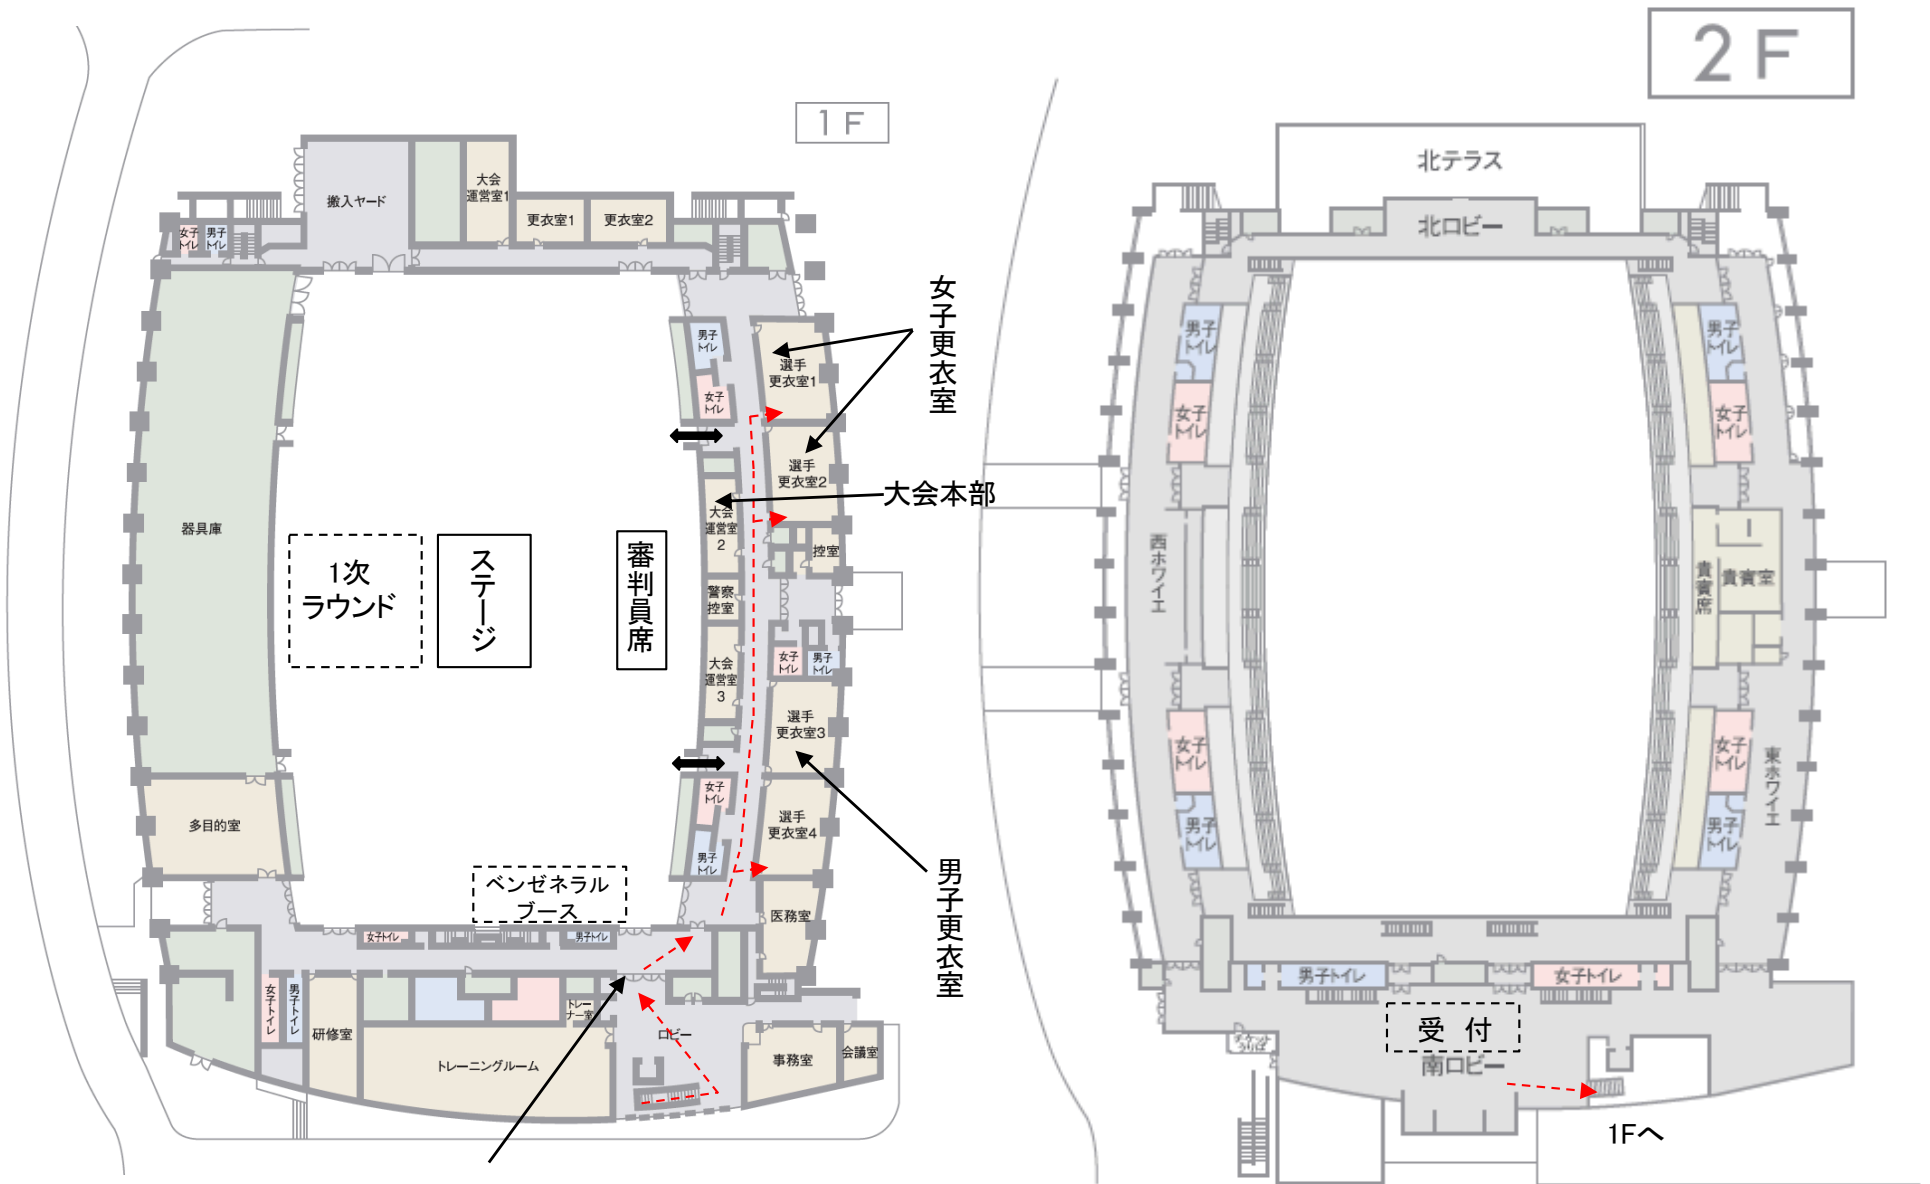 1F
搬入ヤード
大会
運営室1
更衣室1
更衣室2
女子
トイレ
男子
トイレ
男子
トイレ
女子
トイレ
選手
更衣室1
選手
更衣室2
女子更衣室
大会本部
大会
運営室
2
控室
警察
控室
大会
運営室
3
女子
トイレ
男子
トイレ
選手
更衣室3
選手
更衣室4
男子更衣室
女子
トイレ
男子
トイレ
医務室
器具庫
1次
ラウンド
ステージ
審判員席
多目的室
ベンゼネラル
ブース
女子トイレ
男子トイレ
女子トイレ
男子トイレ
研修室
トレーニングルーム
トレー
ナー室
ロビー
事務室
会議室
2F
北テラス
北ロビー
男子
トイレ
女子
トイレ
男子
トイレ
女子
トイレ
西ホワイエ
貴賓席
貴賓室
女子
トイレ
男子
トイレ
女子
トイレ
男子
トイレ
東ホワイエ
男子トイレ
女子トイレ
受 付
南ロビー
1Fへ